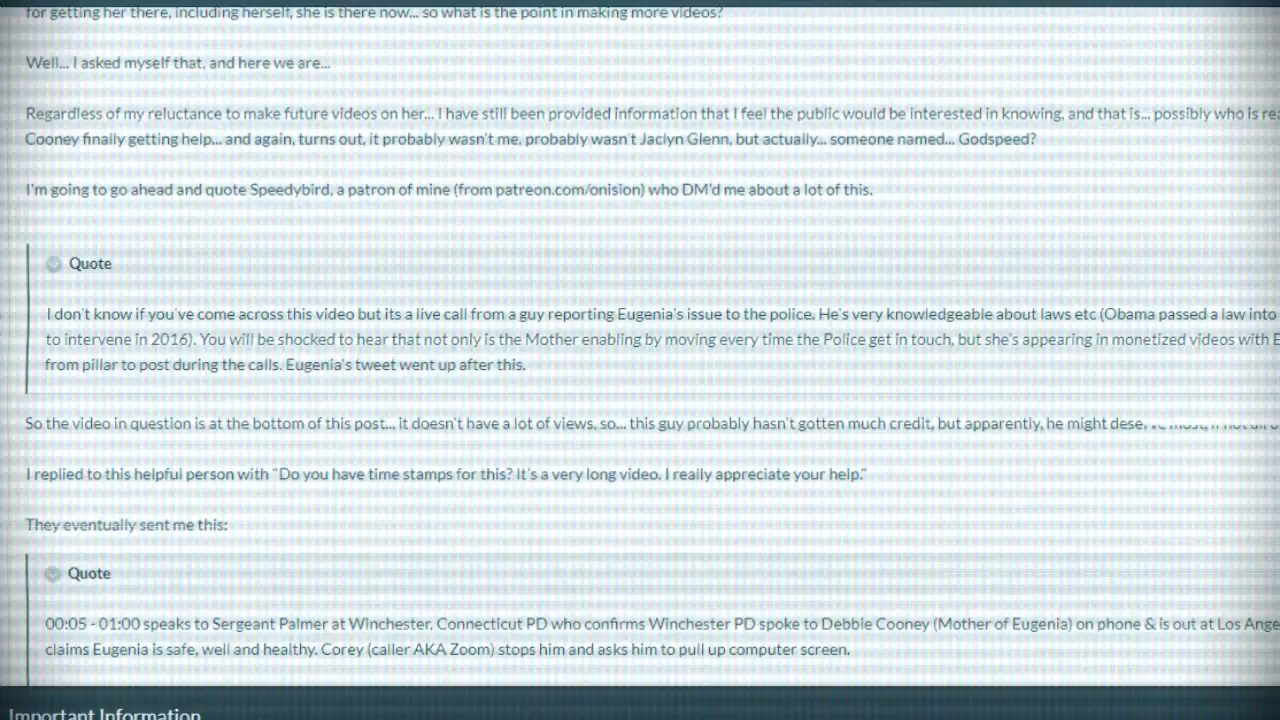 for getting her there, including herself, she is there now... so what is the point in making more videos?
Well... I asked myself that, and here we are...
Regardless of my reluctance to make future videos on her... I have still been provided information that I feel the public would be interested in knowing, and that is... possibly who is rea
Cooney finally getting help... and again, turns out, it probably wasn't me, probably wasn't Jaclyn Glenn, but actually... someone named... Godspeed?
I'm going to go ahead and quote Speedybird, a patron of mine (from patreon.com/onision) who DM'd me about a lot of this.
Quote
I don't know if you've come across this video but its a live call from a guy reporting Eugenia's issue to the police. He's very knowledgeable about laws etc (Obama passed a law into
to intervene in 2016). You will be shocked to hear that not only is the Mother enabling by moving every time the Police get in touch, but she's appearing in monetized videos with E
from pillar to post during the calls. Eugenia's tweet went up after this.
So the video in question is at the bottom of this post... it doesn't have a lot of views, so... this guy probably hasn't gotten much credit, but apparently, he might
I replied to this helpful person with "Do you have time stamps for this? It's a very long video. I really appreciate your help."
They eventually sent me this:
Quote
00:05 - 01:00 speaks to Sergeant Palmer at Winchester, Connecticut PD who confirms Winchester PD spoke to Debbie Cooney (Mother of Eugenia) on phone & is out at Los Ange
claims Eugenia is safe, well and healthy. Corey (caller AKA Zoom) stops him and asks him to pull up computer screen.
Important Information